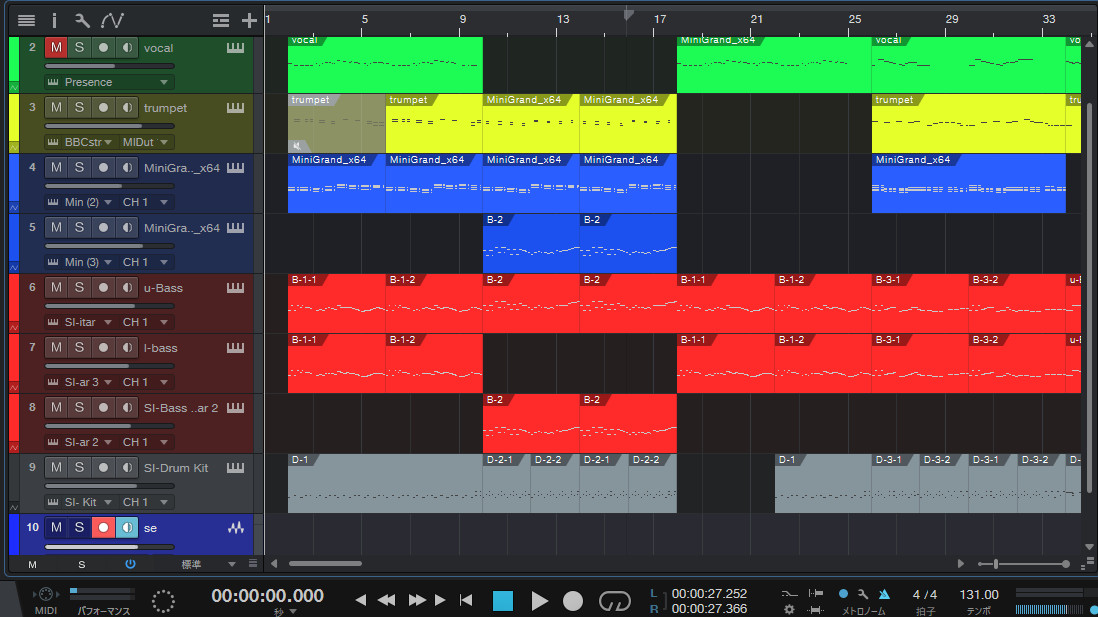 1 5 9 13 17 21 25 29 33
2 M S vocal
Presence
vocal MiniGrand_x64 vocal
3 M S trumpet
BBCstr MIDut
trumpet trumpet MiniGrand_x64 MiniGrand_x64 trumpet
4 M S MiniGra.._x64
Min (2) CH 1
MiniGrand_x64 MiniGrand_x64 MiniGrand_x64 MiniGrand_x64 MiniGrand_x64
5 M S MiniGra.._x64
Min (3) CH 1
B-2 B-2
6 M S u-Bass
SI-itar CH 1
B-1-1 B-1-2 B-2 B-2 B-1-1 B-1-2 B-3-1 B-3-2
7 M S l-bass
SI-ar 3 CH 1
B-1-1 B-1-2 B-1-1 B-1-2 B-3-1 B-3-2
8 M S SI-Bass ..ar 2
SI-ar 2 CH 1
B-2 B-2
9 M S SI-Drum Kit
SI- Kit CH 1
D-1 D-2-1 D-2-2 D-2-1 D-2-2 D-1 D-3-1 D-3-2 D-3-1 D-3-2
10 M S se
M S 標準
MIDI パフォーマンス
00:00:00.000
秒
L 00:00:27.252
R 00:00:27.366
メトロノーム
4 / 4
拍子
131.00
テンポ